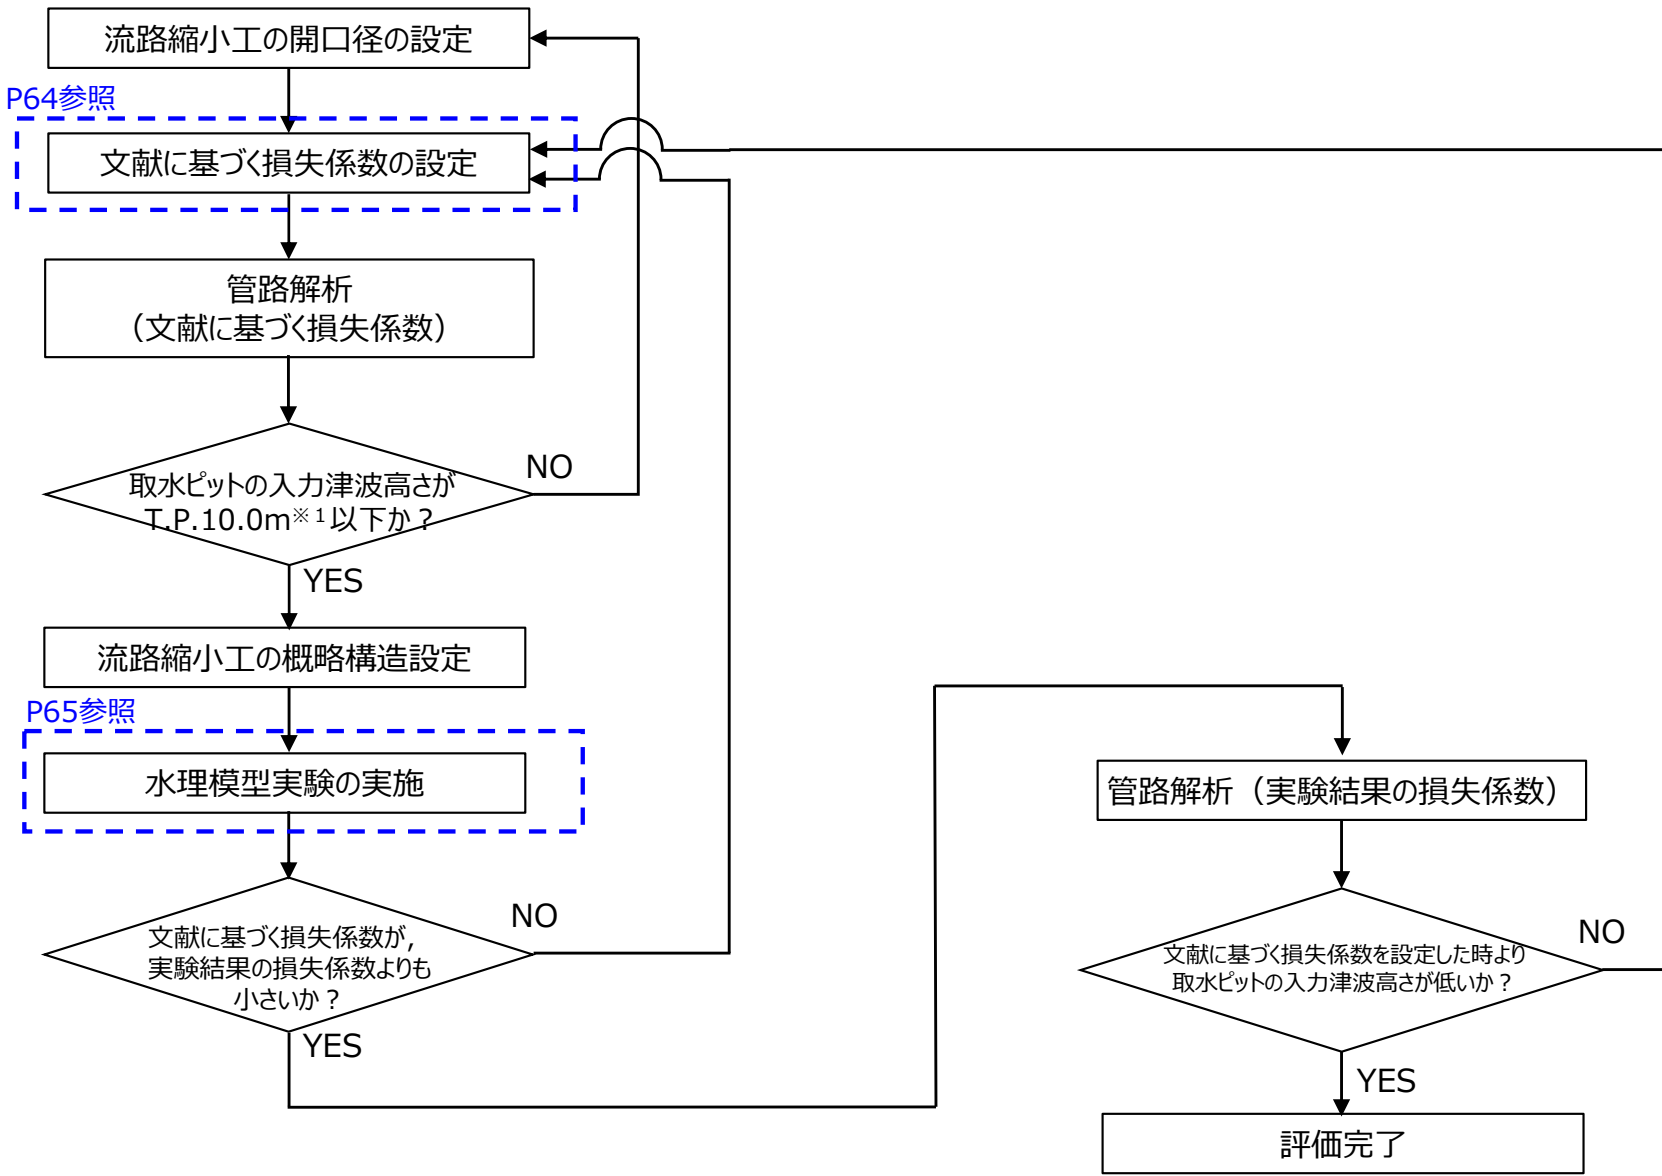 流路縮小工の開口径の設定
P64参照
文献に基づく損失係数の設定
管路解析
（文献に基づく損失係数）
取水ピットの入力津波高さが
T.P.10.0m※1以下か？
NO
YES
流路縮小工の概略構造設定
P65参照
水理模型実験の実施
文献に基づく損失係数が，
実験結果の損失係数よりも
小さいか？
NO
YES
管路解析（実験結果の損失係数）
文献に基づく損失係数を設定した時より
取水ピットの入力津波高さが低いか？
NO
YES
評価完了